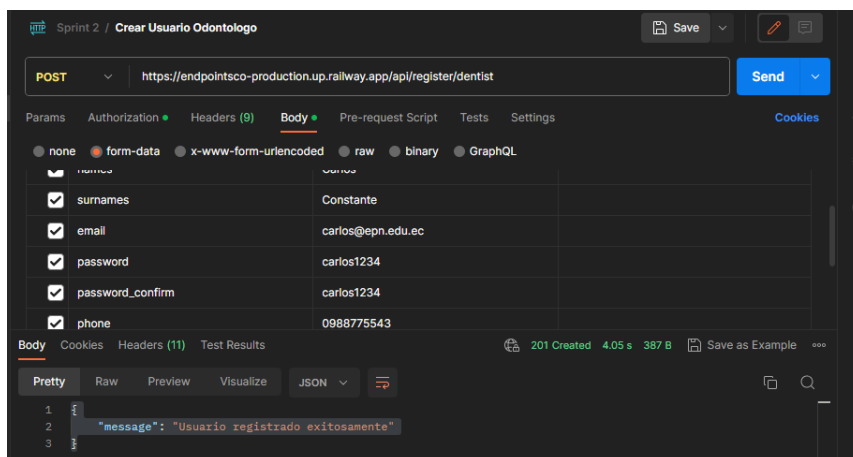 HTTP Sprint 2 / Crear Usuario Odontologo Save
POST https://endpointsco-production.up.railway.app/api/register/dentist Send
Params Authorization Headers (9) Body Pre-request Script Tests Settings Cookies
none form-data x-www-form-urlencoded raw binary GraphQL
names Carlos
surnames Constante
email carlos@epn.edu.ec
password carlos1234
password_confirm carlos1234
phone 0988775543
Body Cookies Headers (11) Test Results 201 Created 4.05 s 387 B Save as Example
Pretty Raw Preview Visualize JSON
1 {
2 "message": "Usuario registrado exitosamente"
3 }